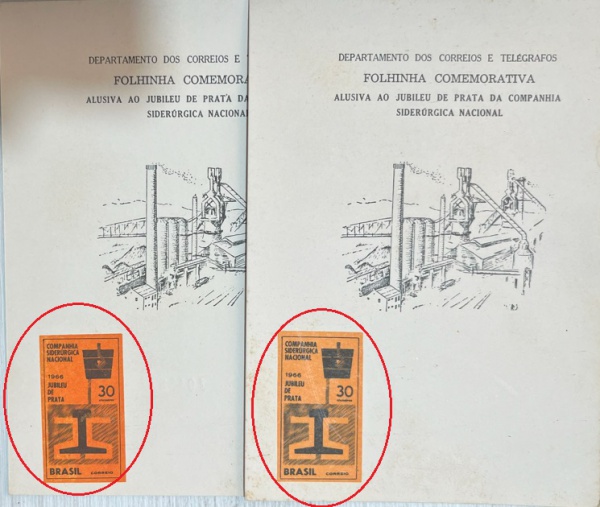 DEPARTAMENTO DOS CORREIOS E T
FOLHINHA COMEMORA
ALUSIVA AO JUBILEU DE PRATA DA
SIDERÚRGICA NACIONAL
COMPANHIA
SIDERÚRGICA
NACIONAL
1966
JUBILEU
DE
PRATA
30
BRASIL
CORREIO
DEPARTAMENTO DOS CORREIOS E TELÉGRAFOS
FOLHINHA COMEMORATIVA
ALUSIVA AO JUBILEU DE PRATA DA COMPANHIA
SIDERÚRGICA NACIONAL
COMPANHIA
SIDERÚRGICA
NACIONAL
1966
JUBILEU
DE
PRATA
30
BRASIL
CORREIO